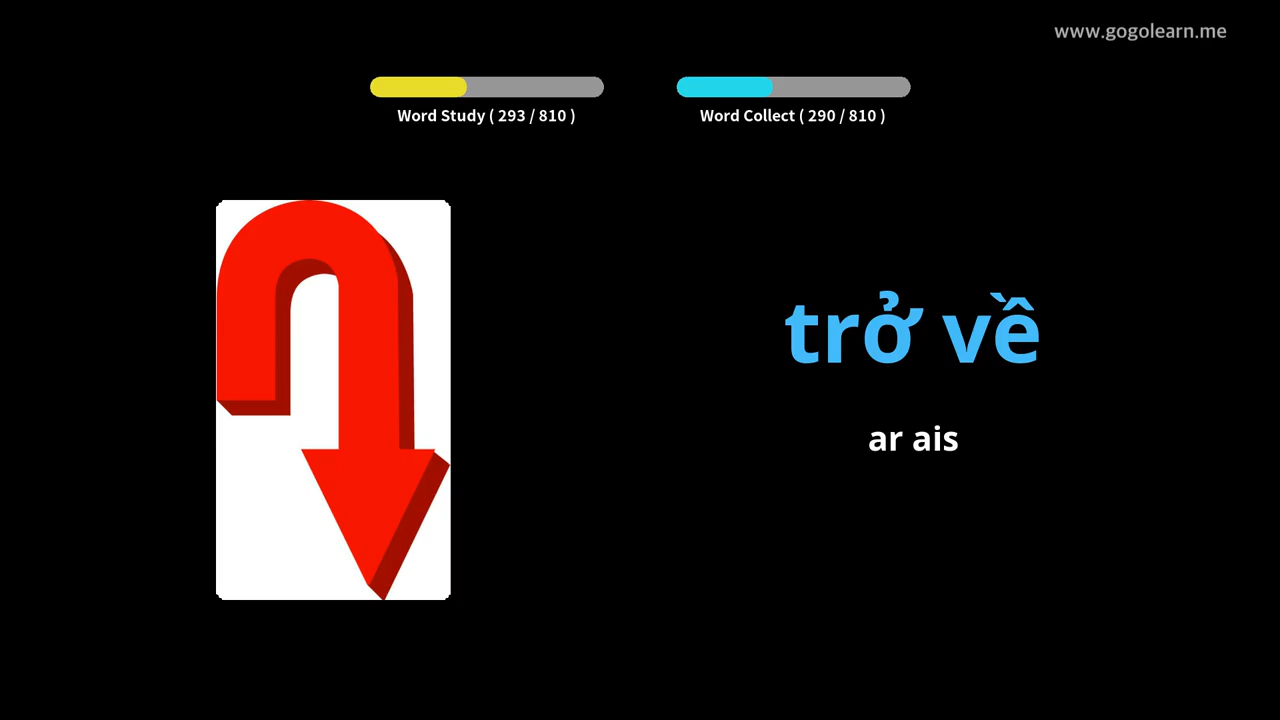 www.gogolearn.me
Word Study ( 293 / 810 )
Word Collect ( 290 / 810 )
trở về
ar ais